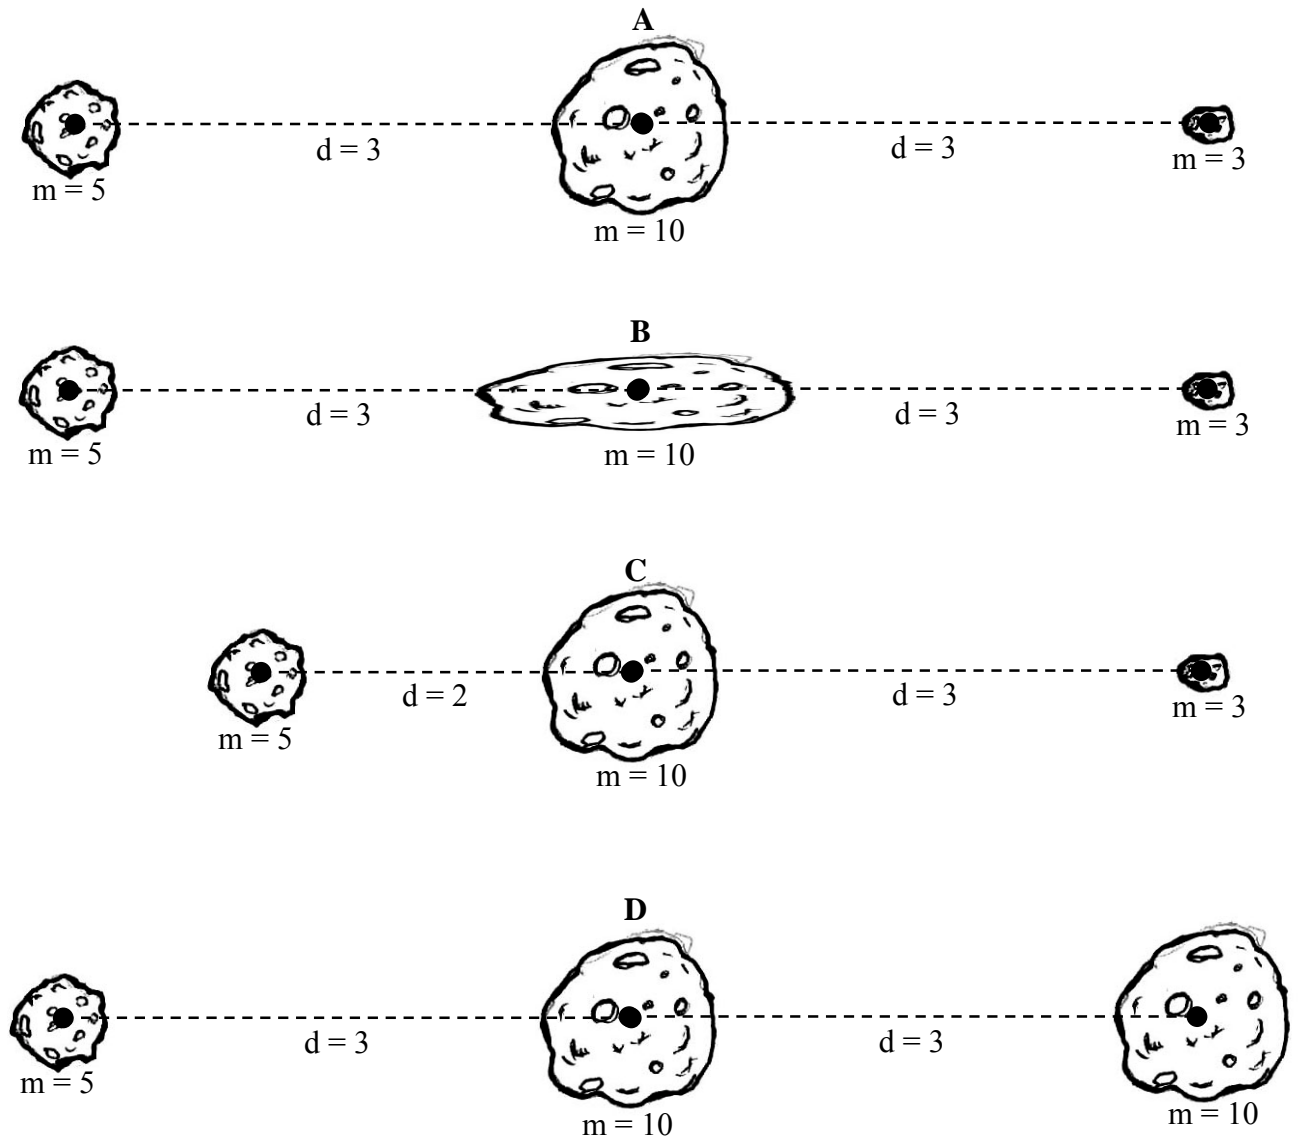 A
d = 3
d = 3
m = 5
m = 10
m = 3
B
d = 3
d = 3
m = 5
m = 10
m = 3
C
d = 2
d = 3
m = 5
m = 10
m = 3
D
d = 3
d = 3
m = 5
m = 10
m = 10